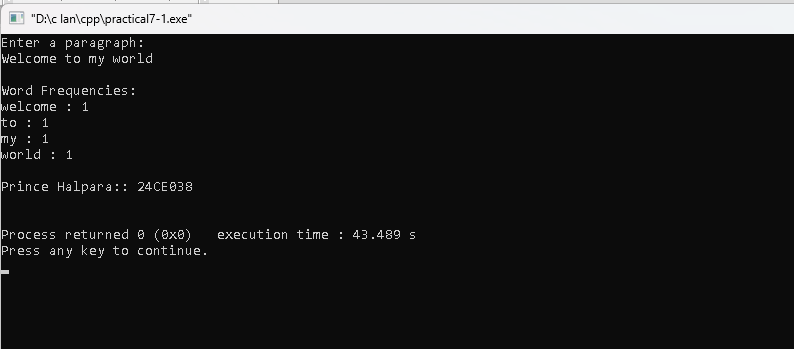 "D:\c lan\cpp\practical7-1.exe"
Enter a paragraph:
Welcome to my world
Word Frequencies:
welcome : 1
to : 1
my : 1
world : 1
Prince Halpara:: 24CE038
Process returned 0 (0x0)   execution time : 43.489 s
Press any key to continue.